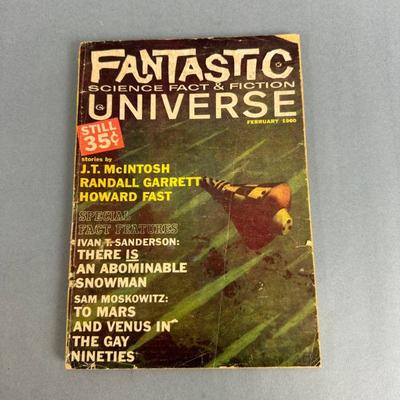 FANTASTIC
SCIENCE FACT & FICTION
UNIVERSE
FEBRUARY 1960
STILL
35¢
stories by
J.T. McINTOSH
RANDALL GARRETT
HOWARD FAST
SPECIAL
FACT FEATURES
IVAN T. SANDERSON:
THERE IS
AN ABOMINABLE
SNOWMAN
SAM MOSKOWITZ:
TO MARS
AND VENUS IN
THE GAY
NINETIES